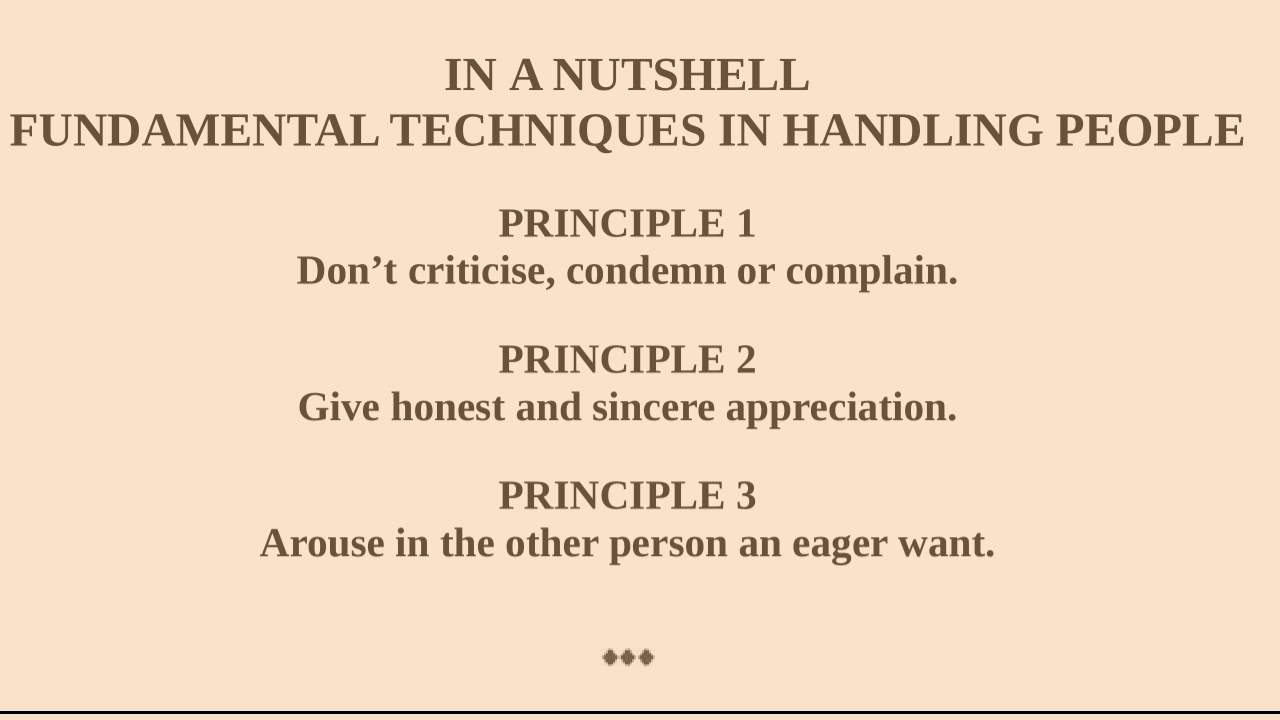 IN A NUTSHELL
FUNDAMENTAL TECHNIQUES IN HANDLING PEOPLE
PRINCIPLE 1
Don’t criticise, condemn or complain.
PRINCIPLE 2
Give honest and sincere appreciation.
PRINCIPLE 3
Arouse in the other person an eager want.